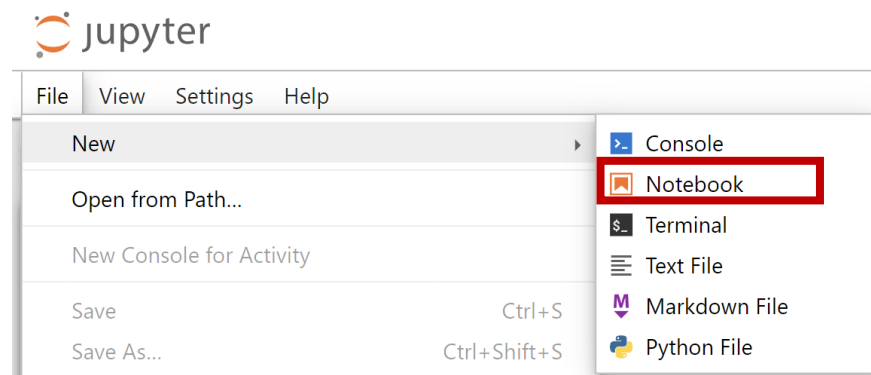 jupyter
File View Settings Help
New
Open from Path...
New Console for Activity
Save Ctrl+S
Save As... Ctrl+Shift+S
Console
Notebook
$_ Terminal
Text File
M Markdown File
Python File